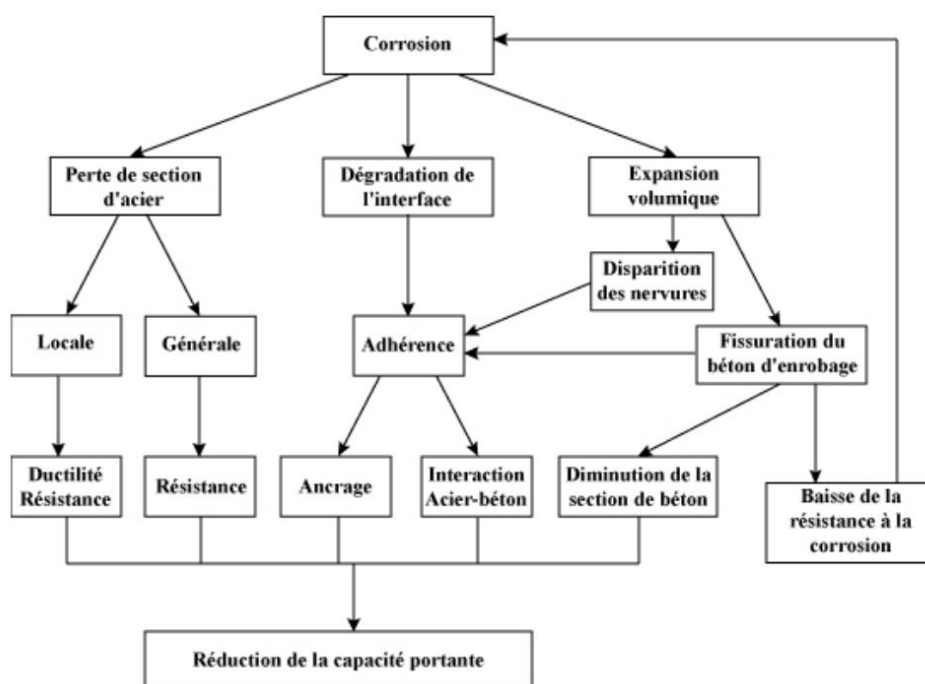 Corrosion
Perte de section
d'acier
Dégradation de
l'interface
Expansion
volumique
Disparition
des nervures
Locale
Générale
Adhérence
Fissuration du
béton d'enrobage
Ductilité
Résistance
Résistance
Ancrage
Interaction
Acier-béton
Diminution de la
section de béton
Baisse de la
résistance à la
corrosion
Réduction de la capacité portante